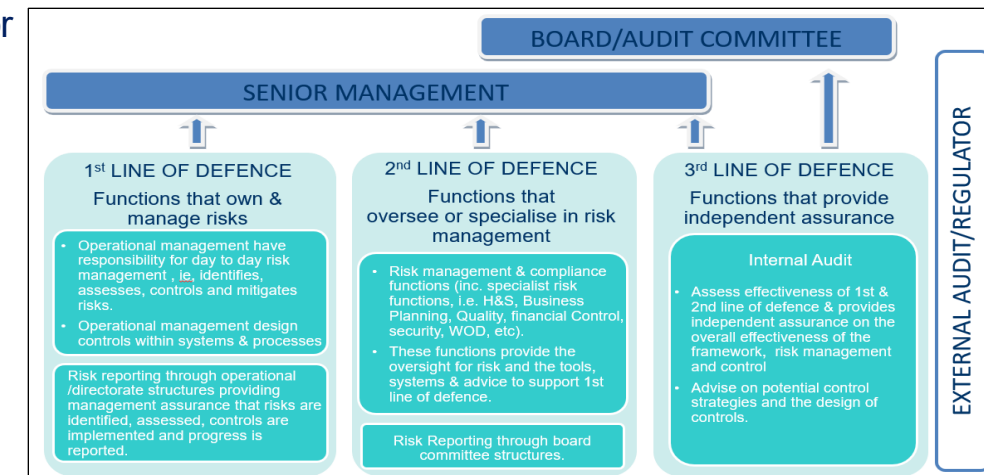 or
BOARD/AUDIT COMMITTEE
SENIOR MANAGEMENT
1st LINE OF DEFENCE
Functions that own &
manage risks
• Operational management have
responsibility for day to day risk
management , ie, identifies,
assesses, controls and mitigates
risks.
• Operational management design
controls within systems & processes
Risk reporting through operational
/directorate structures providing
management assurance that risks are
identified, assessed, controls are
implemented and progress is
reported.
2nd LINE OF DEFENCE
Functions that
oversee or specialise in risk
management
• Risk management & compliance
functions (inc. specialist risk
functions, i.e. H&S, Business
Planning, Quality, financial Control,
security, WOD, etc).
• These functions provide the
oversight for risk and the tools,
systems & advice to support 1st
line of defence.
Risk Reporting through board
committee structures.
3rd LINE OF DEFENCE
Functions that provide
independent assurance
Internal Audit
• Assess effectiveness of 1st &
2nd line of defence & provides
independent assurance on the
overall effectiveness of the
framework, risk management
and control
• Advise on potential control
strategies and the design of
controls.
EXTERNAL AUDIT/REGULATOR